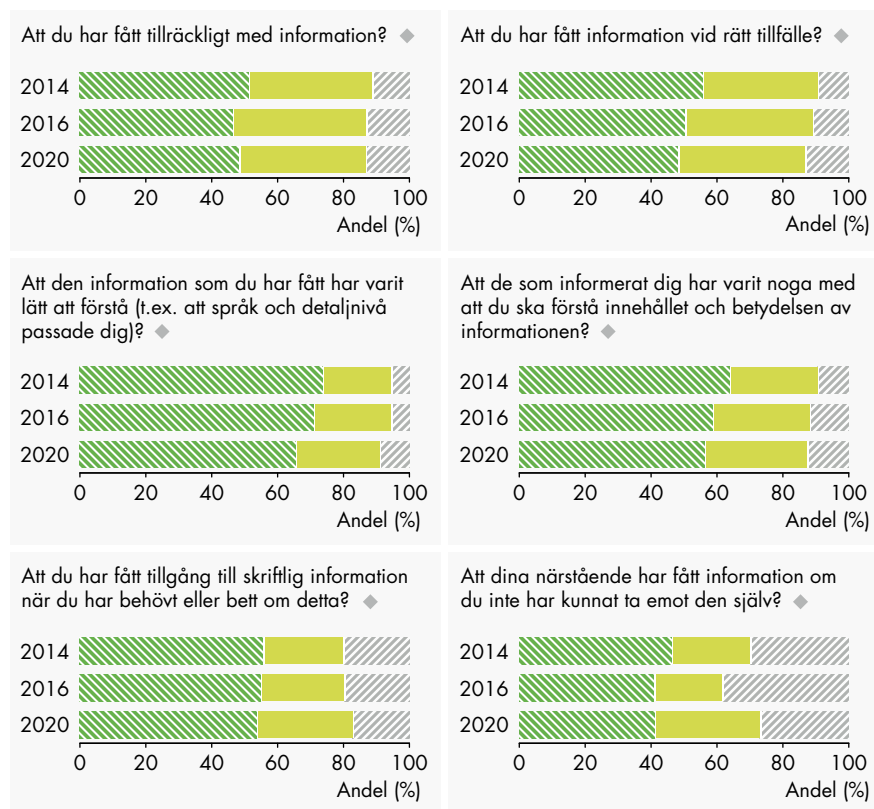 Att du har fått tillräckligt med information?
2014
2016
2020
0 20 40 60 80 100
Andel (%)
Att du har fått information vid rätt tillfälle?
2014
2016
2020
0 20 40 60 80 100
Andel (%)
Att den information som du har fått har varit
lätt att förstå (t.ex. att språk och detaljnivå
passade dig)?
2014
2016
2020
0 20 40 60 80 100
Andel (%)
Att de som informerat dig har varit noga med
att du ska förstå innehållet och betydelsen av
informationen?
2014
2016
2020
0 20 40 60 80 100
Andel (%)
Att du har fått tillgång till skriftlig information
när du har behövt eller bett om detta?
2014
2016
2020
0 20 40 60 80 100
Andel (%)
Att dina närstående har fått information om
du inte har kunnat ta emot den själv?
2014
2016
2020
0 20 40 60 80 100
Andel (%)